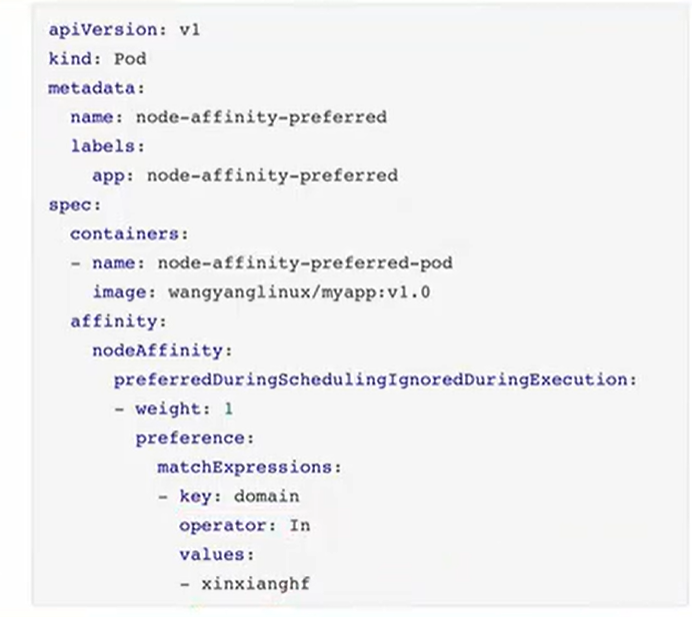 apiVersion: v1
kind: Pod
metadata:
  name: node-affinity-preferred
  labels:
    app: node-affinity-preferred
spec:
  containers:
  - name: node-affinity-preferred-pod
    image: wangyanglinux/myapp:v1.0
  affinity:
    nodeAffinity:
      preferredDuringSchedulingIgnoredDuringExecution:
      - weight: 1
        preference:
          matchExpressions:
          - key: domain
            operator: In
            values:
            - xinxianghf